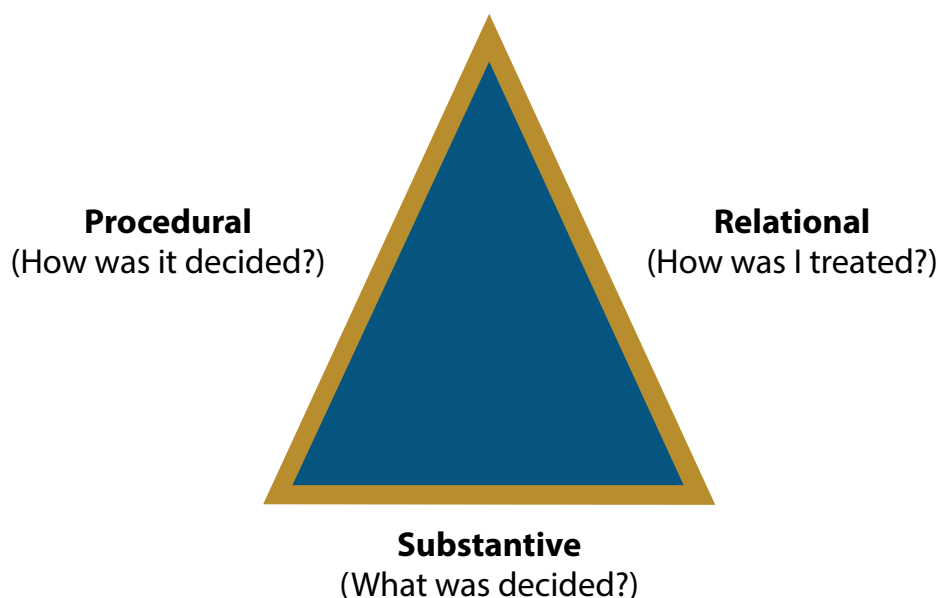 Procedural
(How was it decided?)
Relational
(How was I treated?)
Substantive
(What was decided?)